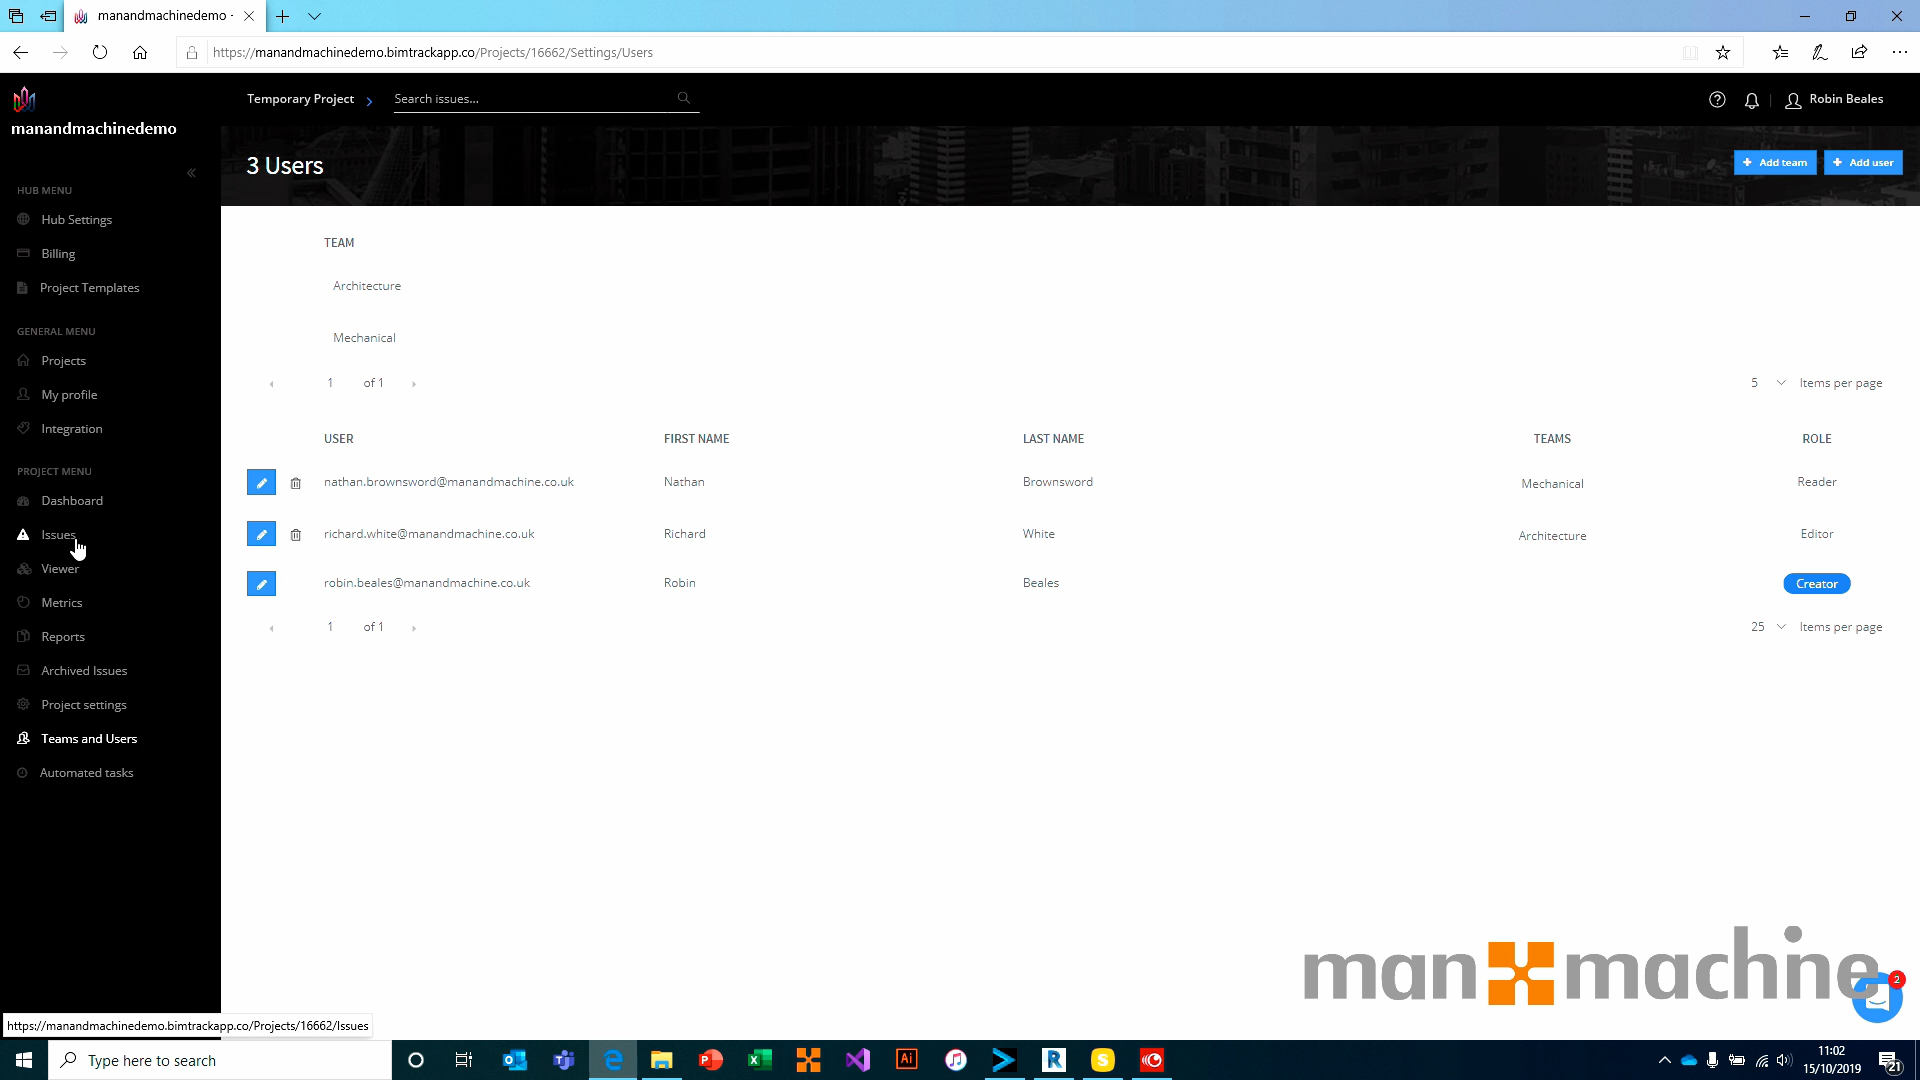 manandmachinedemo -
https://manandmachinedemo.bimtrackapp.co/Projects/16662/Settings/Users
manandmachinedemo
Temporary Project
Search issues...
Robin Beales
3 Users
+ Add team
+ Add user
HUB MENU
Hub Settings
Billing
Project Templates
GENERAL MENU
Projects
My profile
Integration
PROJECT MENU
Dashboard
Issues
Viewer
Metrics
Reports
Archived Issues
Project settings
Teams and Users
Automated tasks
TEAM
Architecture
Mechanical
1 of 1
5 Items per page
USER FIRST NAME LAST NAME TEAMS ROLE
nathan.brownsword@manandmachine.co.uk Nathan Brownsword Mechanical Reader
richard.white@manandmachine.co.uk Richard White Architecture Editor
robin.beales@manandmachine.co.uk Robin Beales Creator
1 of 1
25 Items per page
man machine
2
https://manandmachinedemo.bimtrackapp.co/Projects/16662/Issues
Type here to search
Ai
R
S
11:02
15/10/2019
21